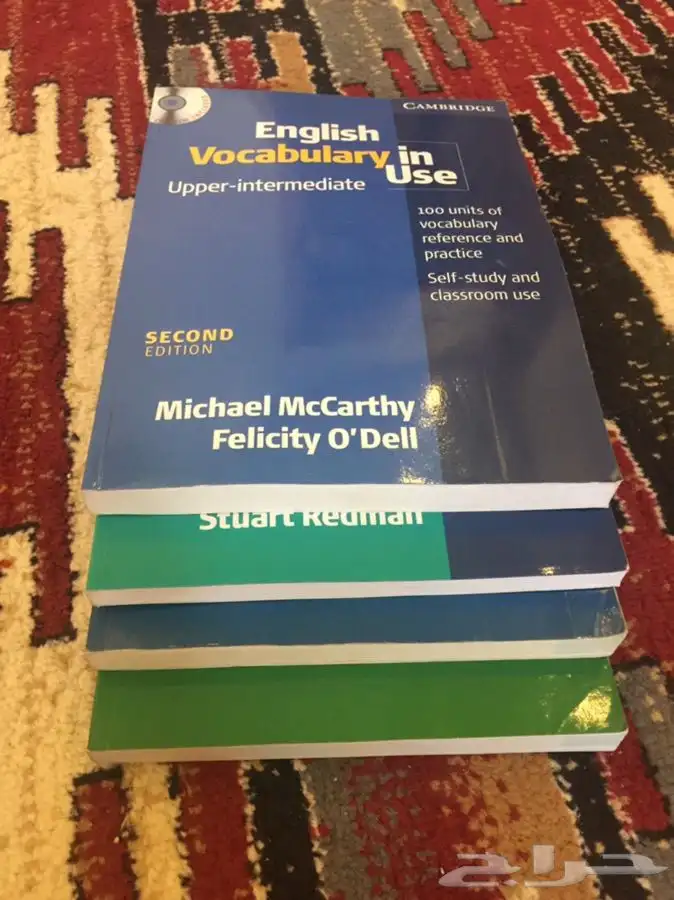 CAMBRIDGE
English
Vocabulary in
Use
Upper-intermediate
100 units of
vocabulary
reference and
practice
Self-study and
classroom use
SECOND
EDITION
Michael McCarthy
Felicity O'Dell
Stuart Redman
حراج